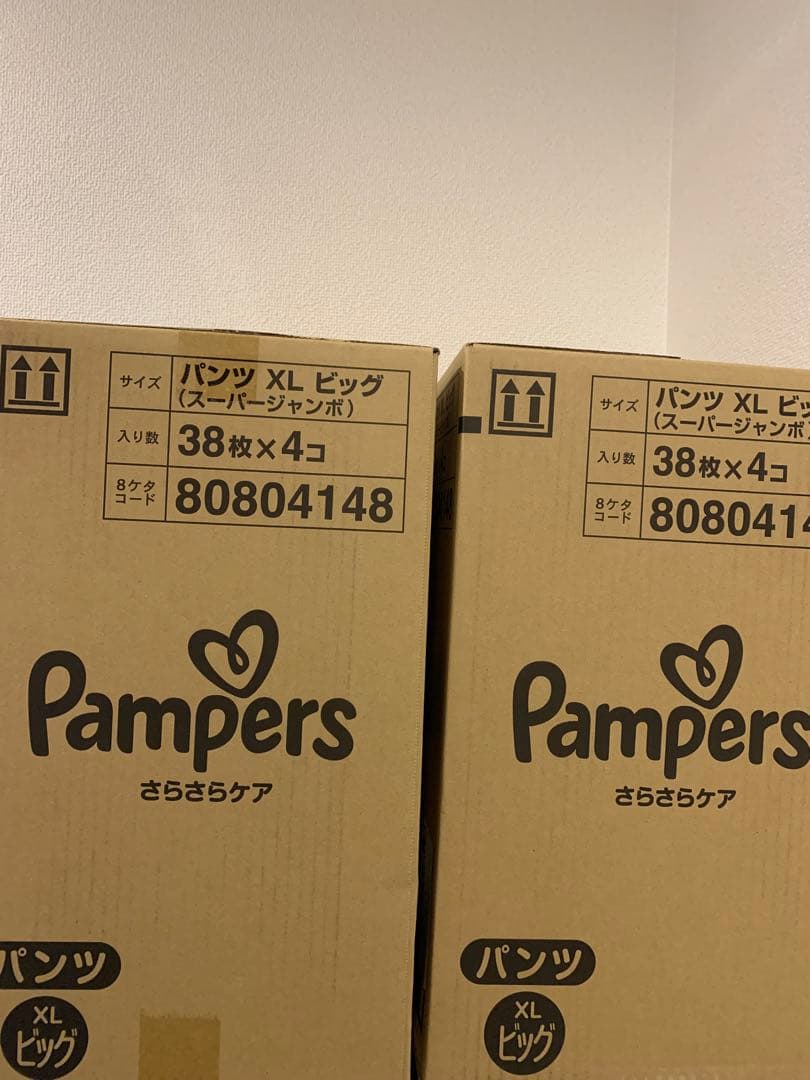 サイズ パンツ XL ビッグ
(スーパージャンボ)
入り数 38枚×4コ
8ケタ
コード 80804148
Pampers
さらさらケア
パンツ
XL
ビッグ
サイズ パンツ XL ビッ
(スーパージャンボ)
入り数 38枚×4コ
8ケタ
コード 8080414
Pampers
さらさらケア
パンツ
XL
ビッグ